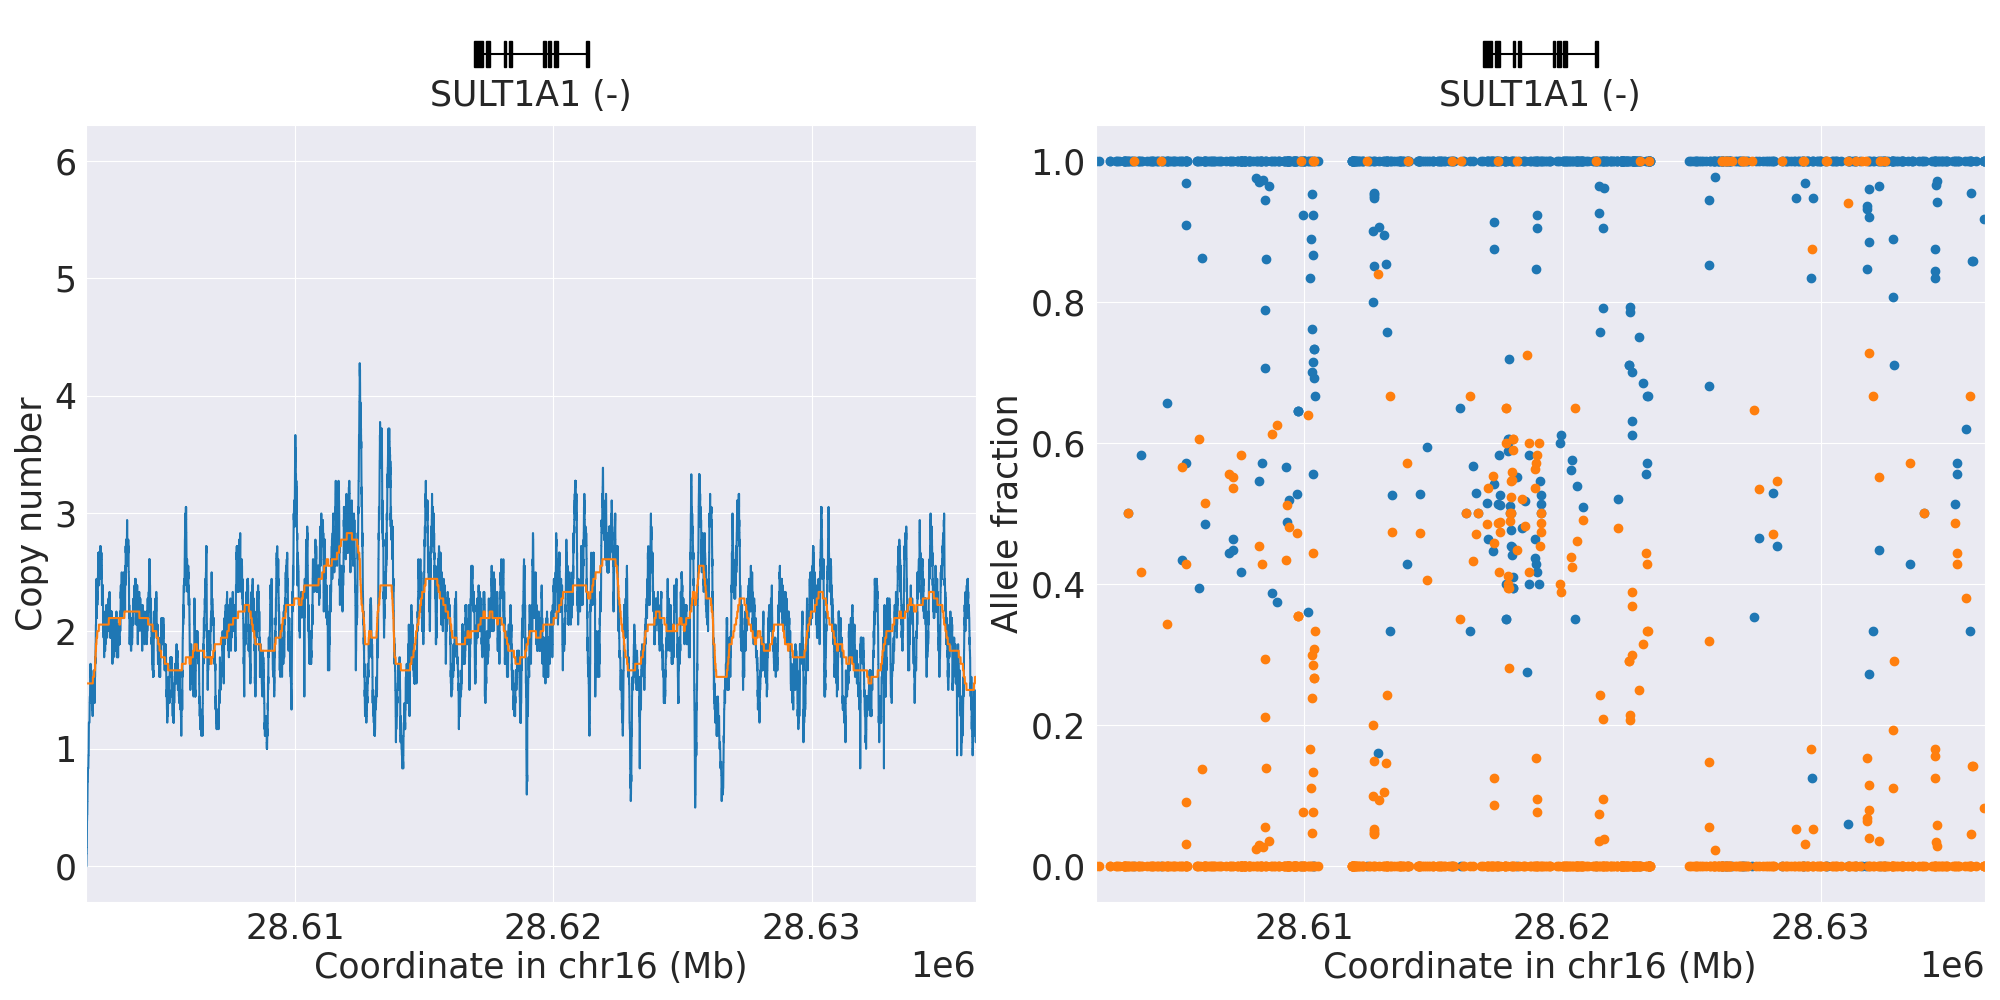 SULT1A1 (-)
6
5
4
3
2
1
0
Copy number
28.61
28.62
28.63
Coordinate in chr16 (Mb)
1e6
SULT1A1 (-)
1.0
0.8
0.6
0.4
0.2
0.0
Allele fraction
28.61
28.62
28.63
Coordinate in chr16 (Mb)
1e6